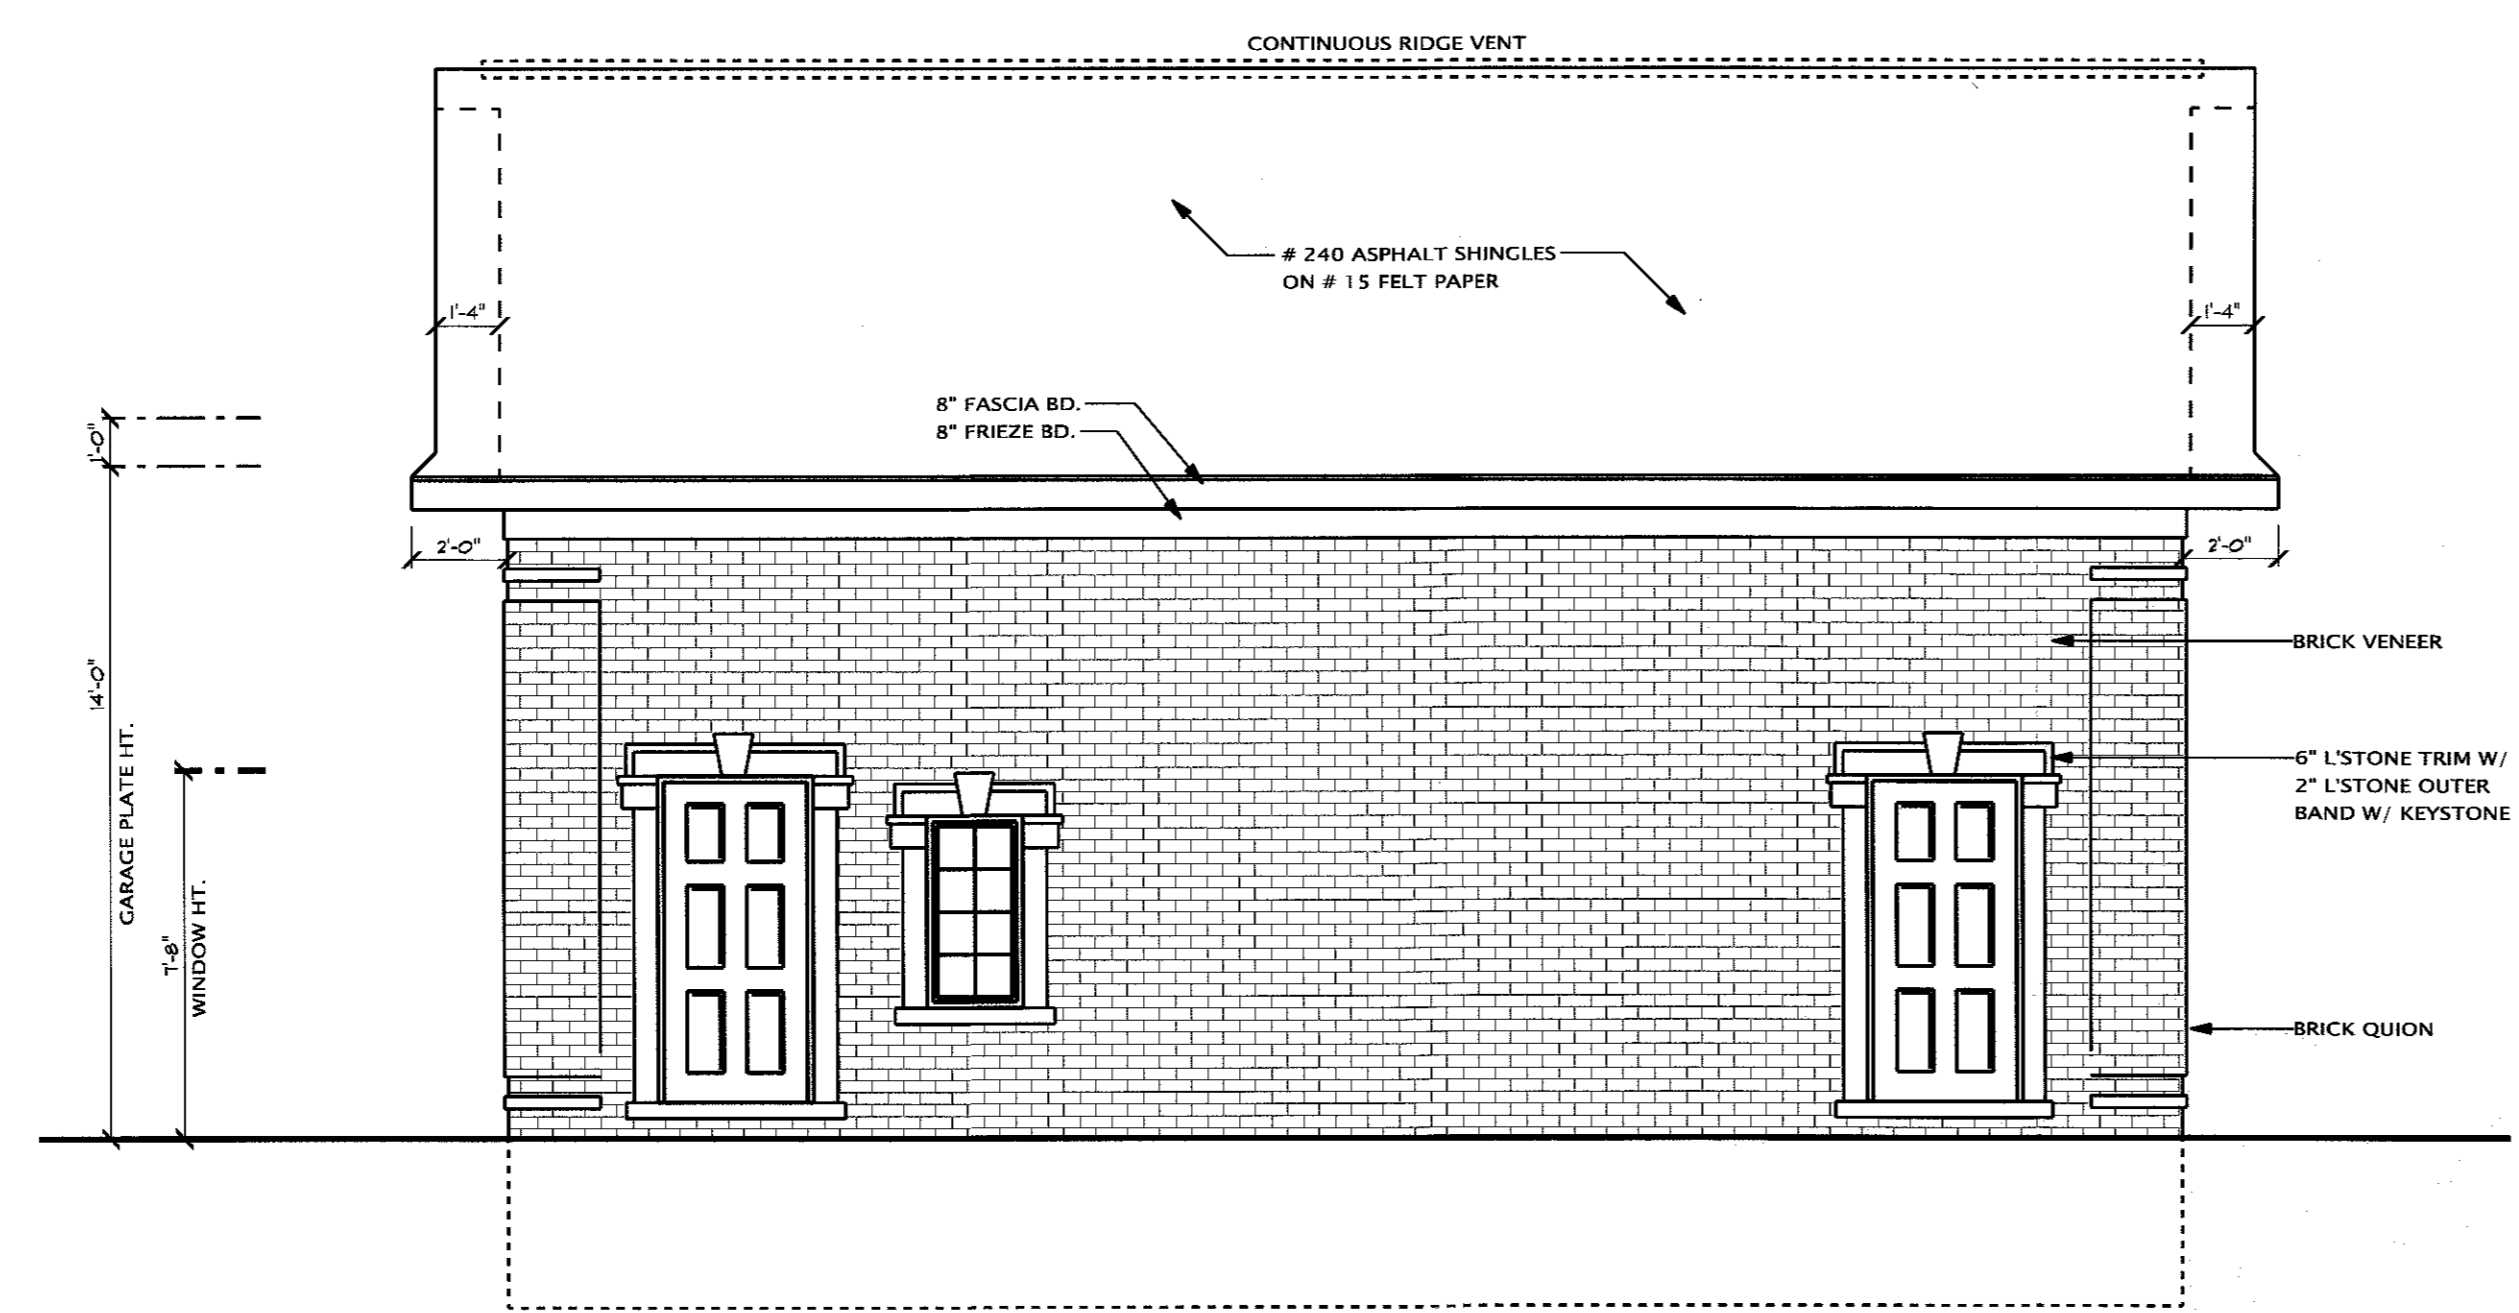 CONTINUOUS RIDGE VENT
# 240 ASPHALT SHINGLES
ON # 15 FELT PAPER
1'-4"
1'-4"
8" FASCIA BD.
8" FRIEZE BD.
1'-0"
2'-0"
2'-0"
BRICK VENEER
14'-0"
GARAGE PLATE HT.
6" L'STONE TRIM W/
2" L'STONE OUTER
BAND W/ KEYSTONE
7'-8"
WINDOW HT.
BRICK QUION